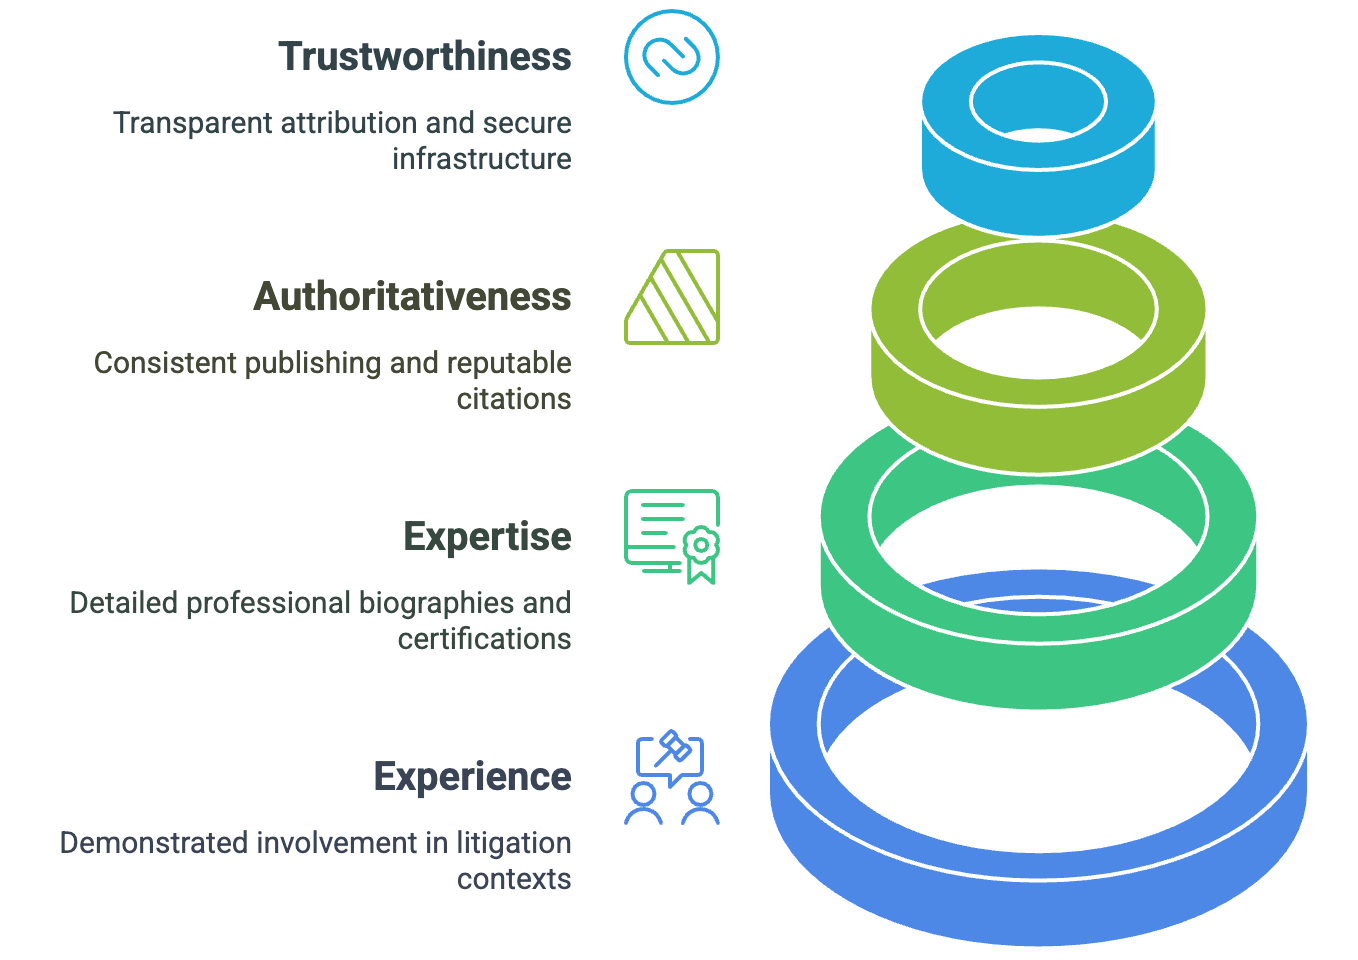 Trustworthiness
Transparent attribution and secure
infrastructure
Authoritativeness
Consistent publishing and reputable
citations
Expertise
Detailed professional biographies and
certifications
Experience
Demonstrated involvement in litigation
contexts